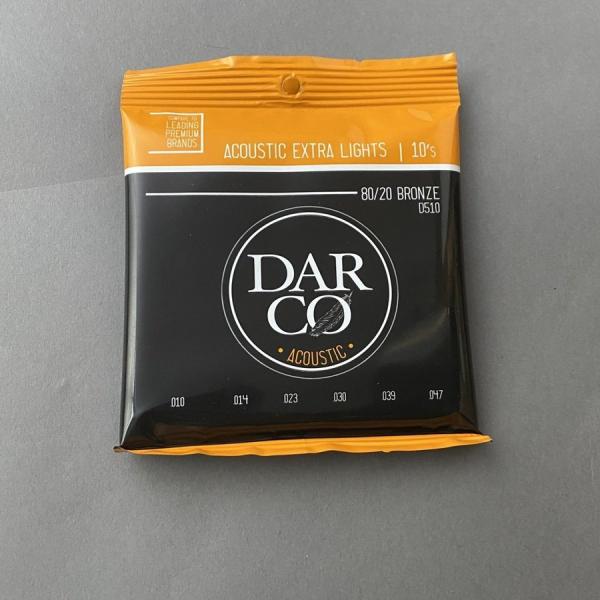 COMPARE TO
LEADING
PREMIUM
BRANDS
ACOUSTIC EXTRA LIGHTS | 10's
80/20 BRONZE
D510
DAR
CO
• ACOUSTIC •
.010 .014 .023 .030 .039 .047